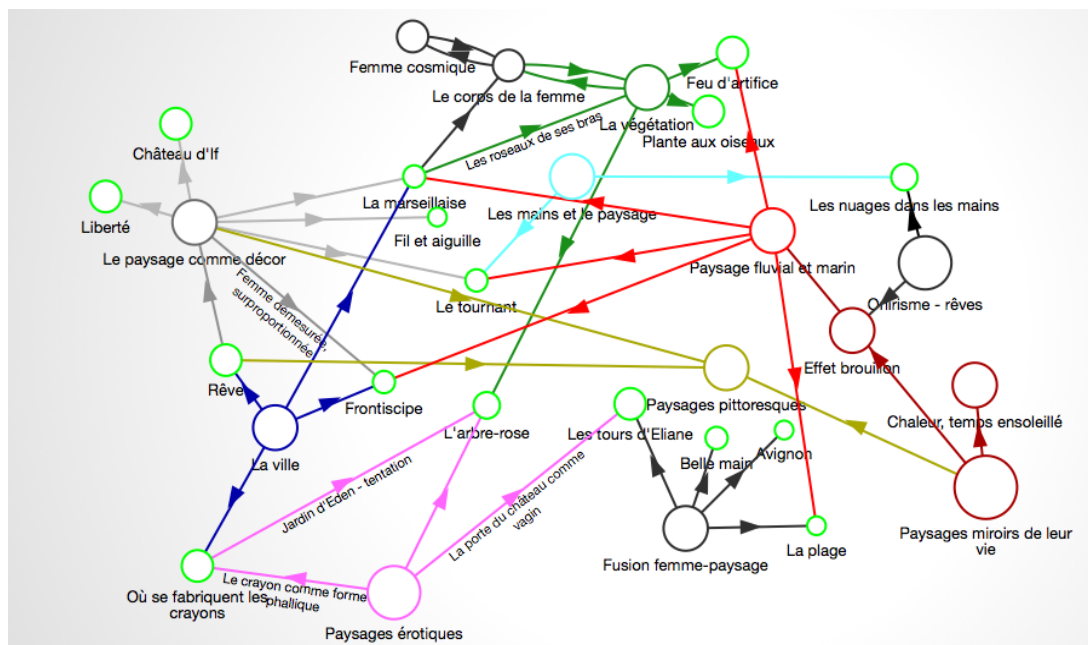 Femme cosmique
Le corps de la femme
Feu d'artifice
La végétation
Plante aux oiseaux
Les roseaux de ses bras
Château d'If
La marseillaise
Les nuages dans les mains
Les mains et le paysage
Liberté
Fil et aiguille
Le paysage comme décor
Paysage fluvial et marin
Femme démesurée,
surproportionnée
Le tournant
Onirisme - rêves
Effet brouillon
Rêve
Frontiscipe
Paysages pittoresques
Chaleur, temps ensoleillé
L'arbre-rose
Les tours d'Eliane
Avignon
La ville
Belle main
Jardin d'Eden - tentation
La porte du château comme
vagin
Paysages miroirs de leur
vie
La plage
Fusion femme-paysage
Où se fabriquent les
crayons
Le crayon comme forme
phallique
Paysages érotiques